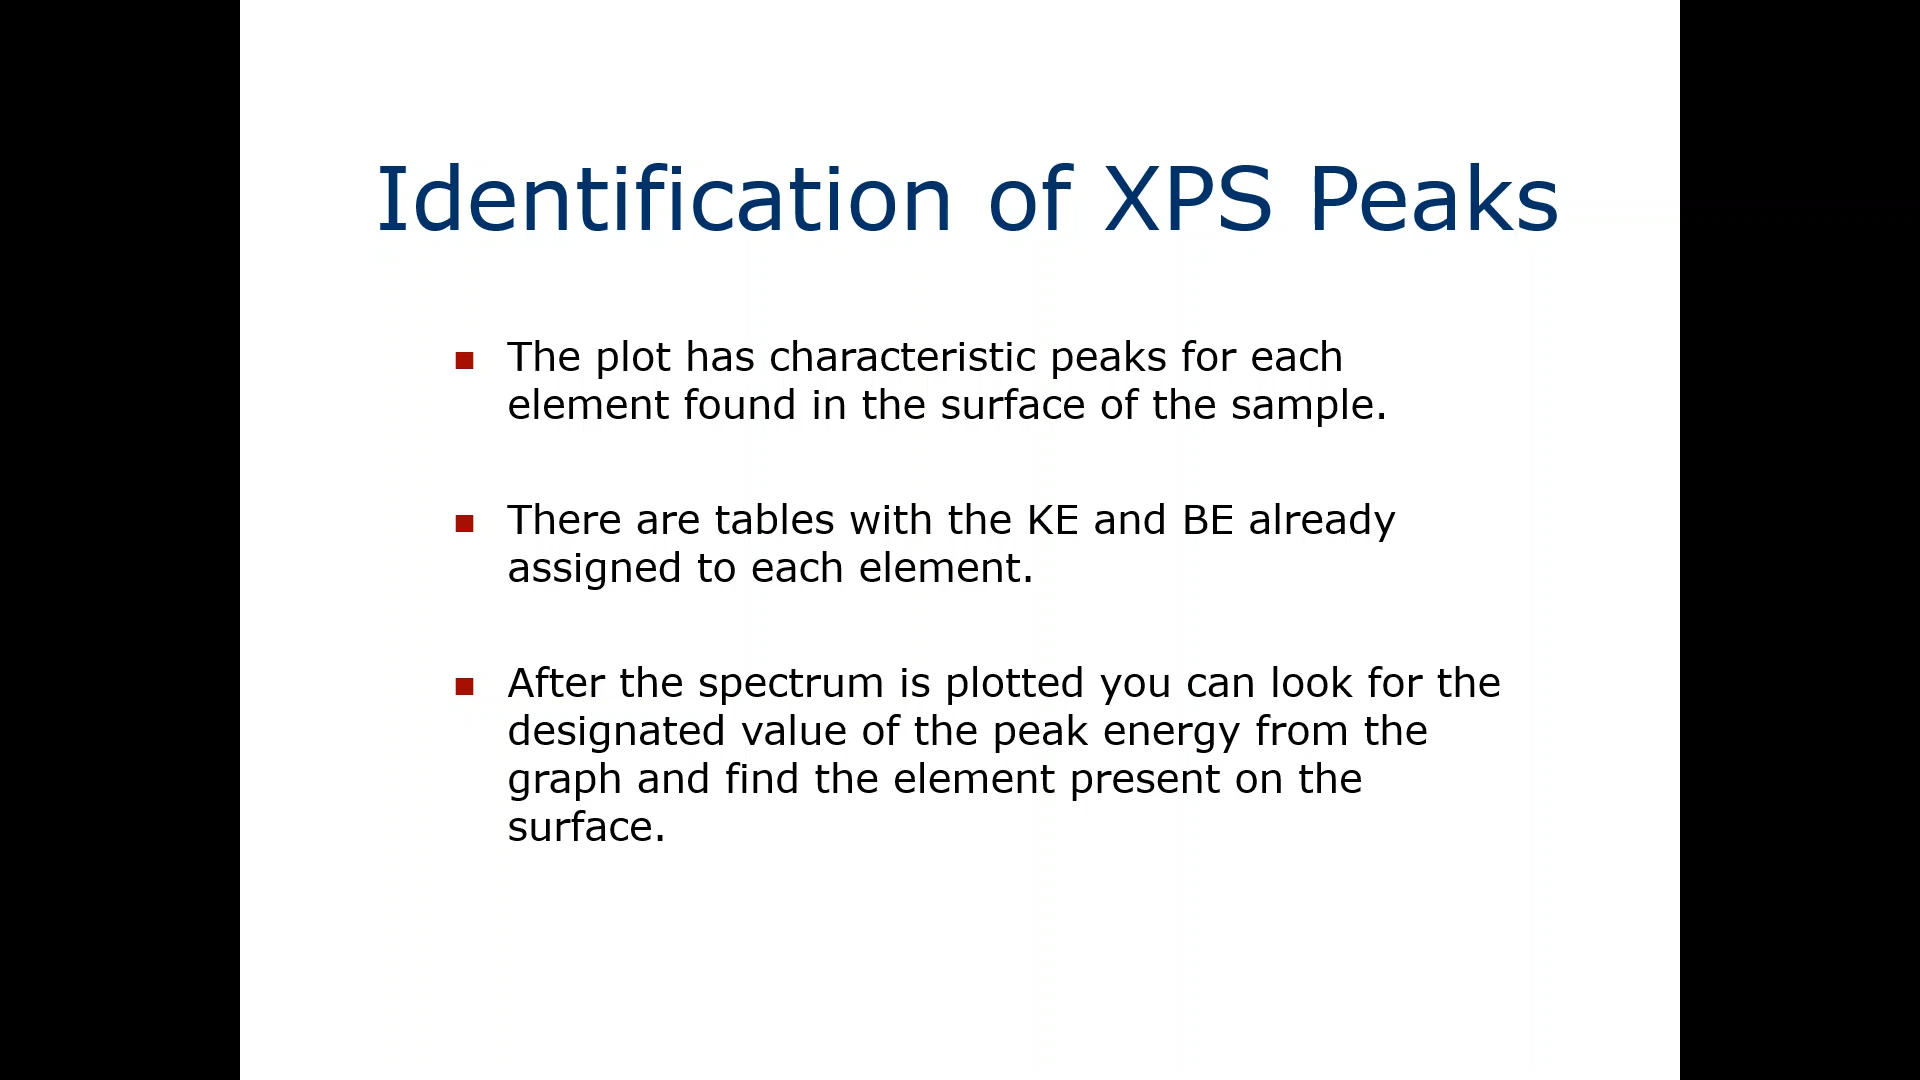 Identification of XPS Peaks
The plot has characteristic peaks for each
element found in the surface of the sample.
There are tables with the KE and BE already
assigned to each element.
After the spectrum is plotted you can look for the
designated value of the peak energy from the
graph and find the element present on the
surface.